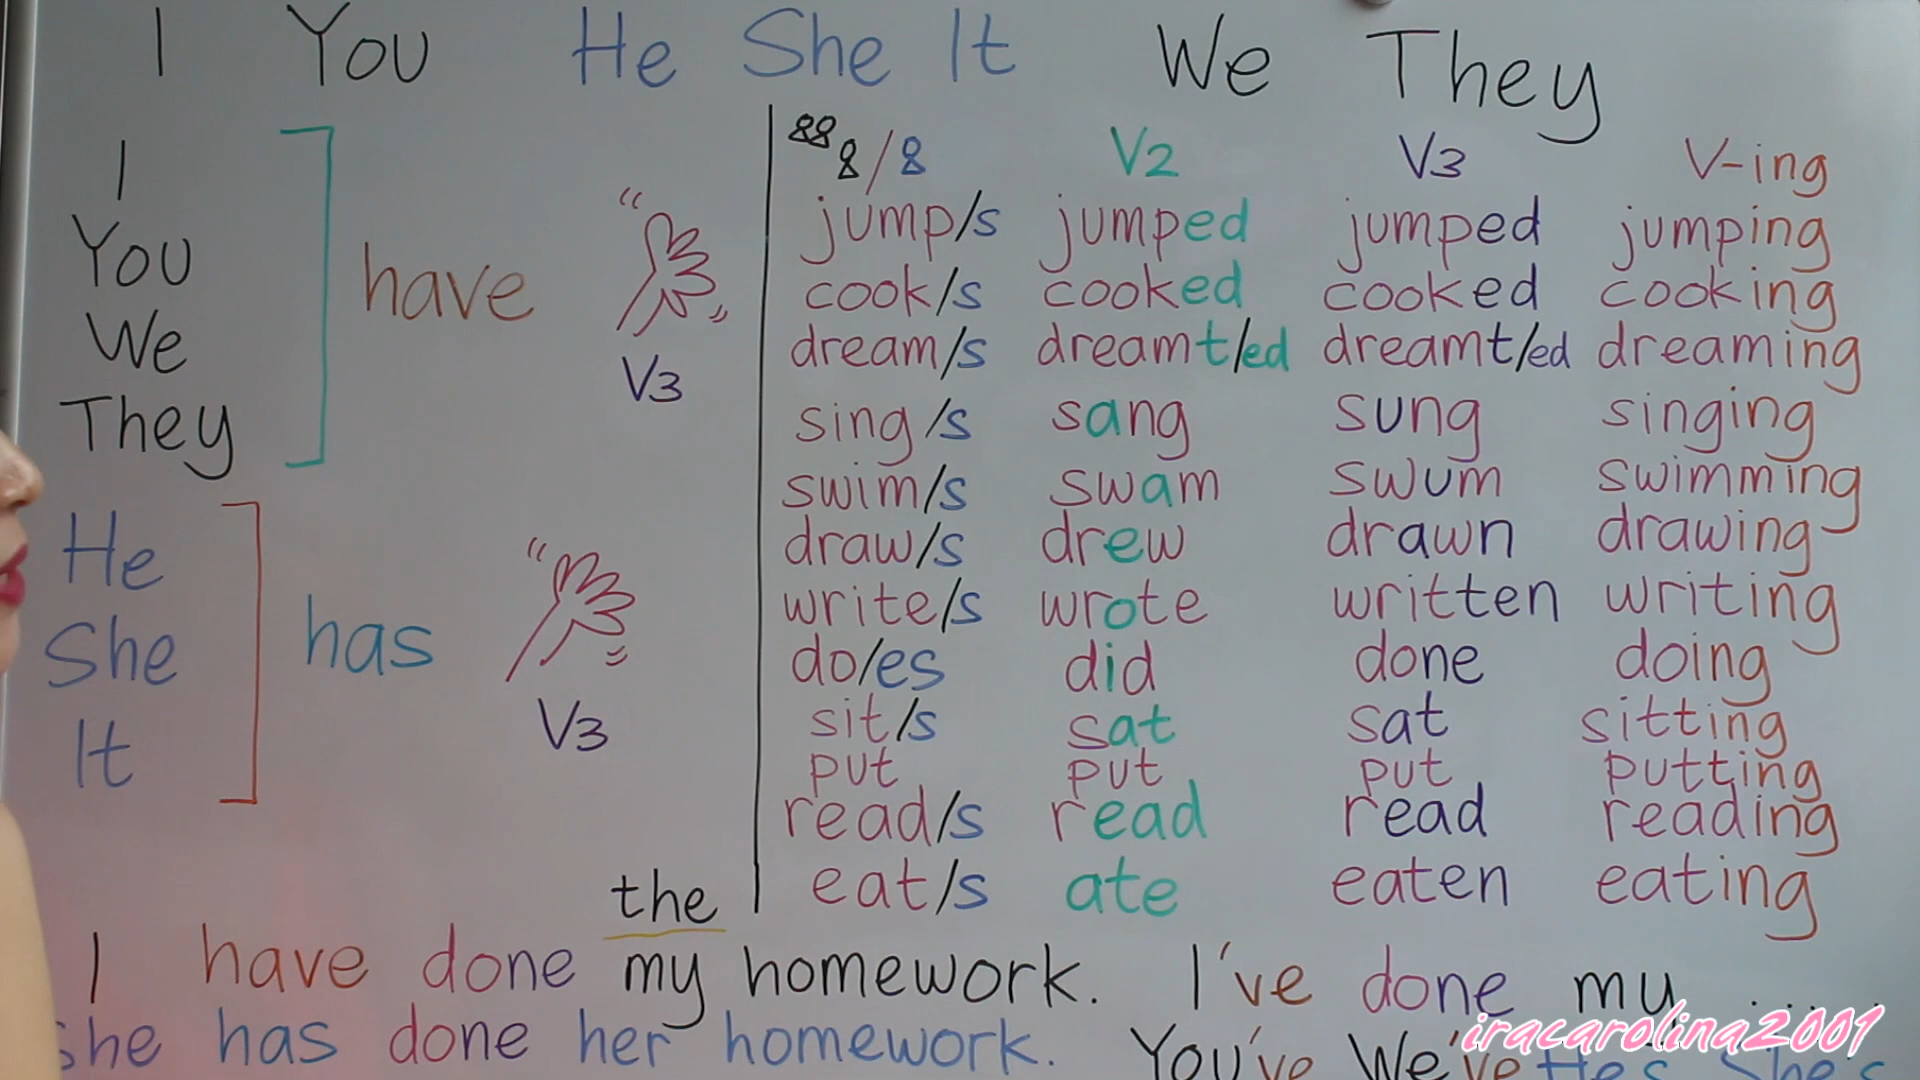 I You He She It We They
I
You
We
They
have
V3
He
She
It
has
V3
8/8 V2 V3 V-ing
jump/s jumped jumped jumping
cook/s cooked cooked cooking
dream/s dreamt/ed dreamt/ed dreaming
sing/s sang sung singing
swim/s swam swum swimming
draw/s drew drawn drawing
write/s wrote written writing
do/es did done doing
sit/s sat sat sitting
put put put putting
read/s read read reading
eat/s ate eaten eating
the
I have done my homework. I've done my.....
She has done her homework. You've We've He's She's
iracarolina2001